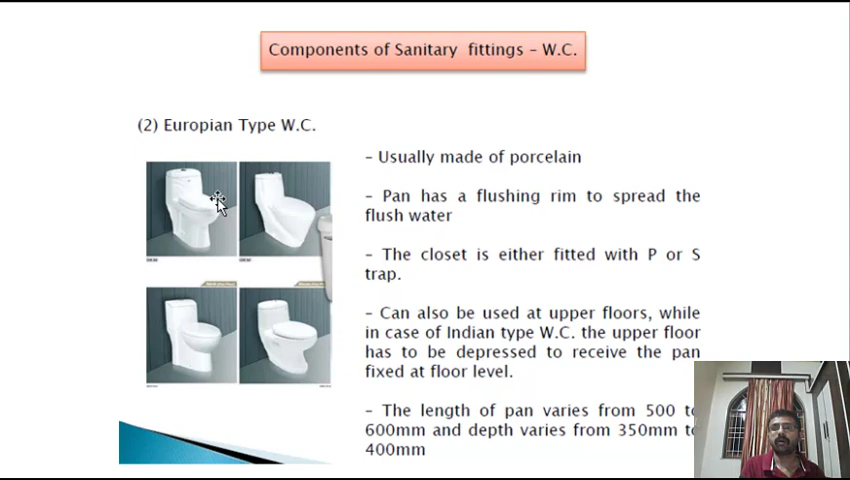 Components of Sanitary fittings - W.C.
(2) Europian Type W.C.
- Usually made of porcelain
- Pan has a flushing rim to spread the
flush water
- The closet is either fitted with P or S
trap.
- Can also be used at upper floors, while
in case of Indian type W.C. the upper floor
has to be depressed to receive the pan
fixed at floor level.
- The length of pan varies from 500 to
600mm and depth varies from 350mm to
400mm